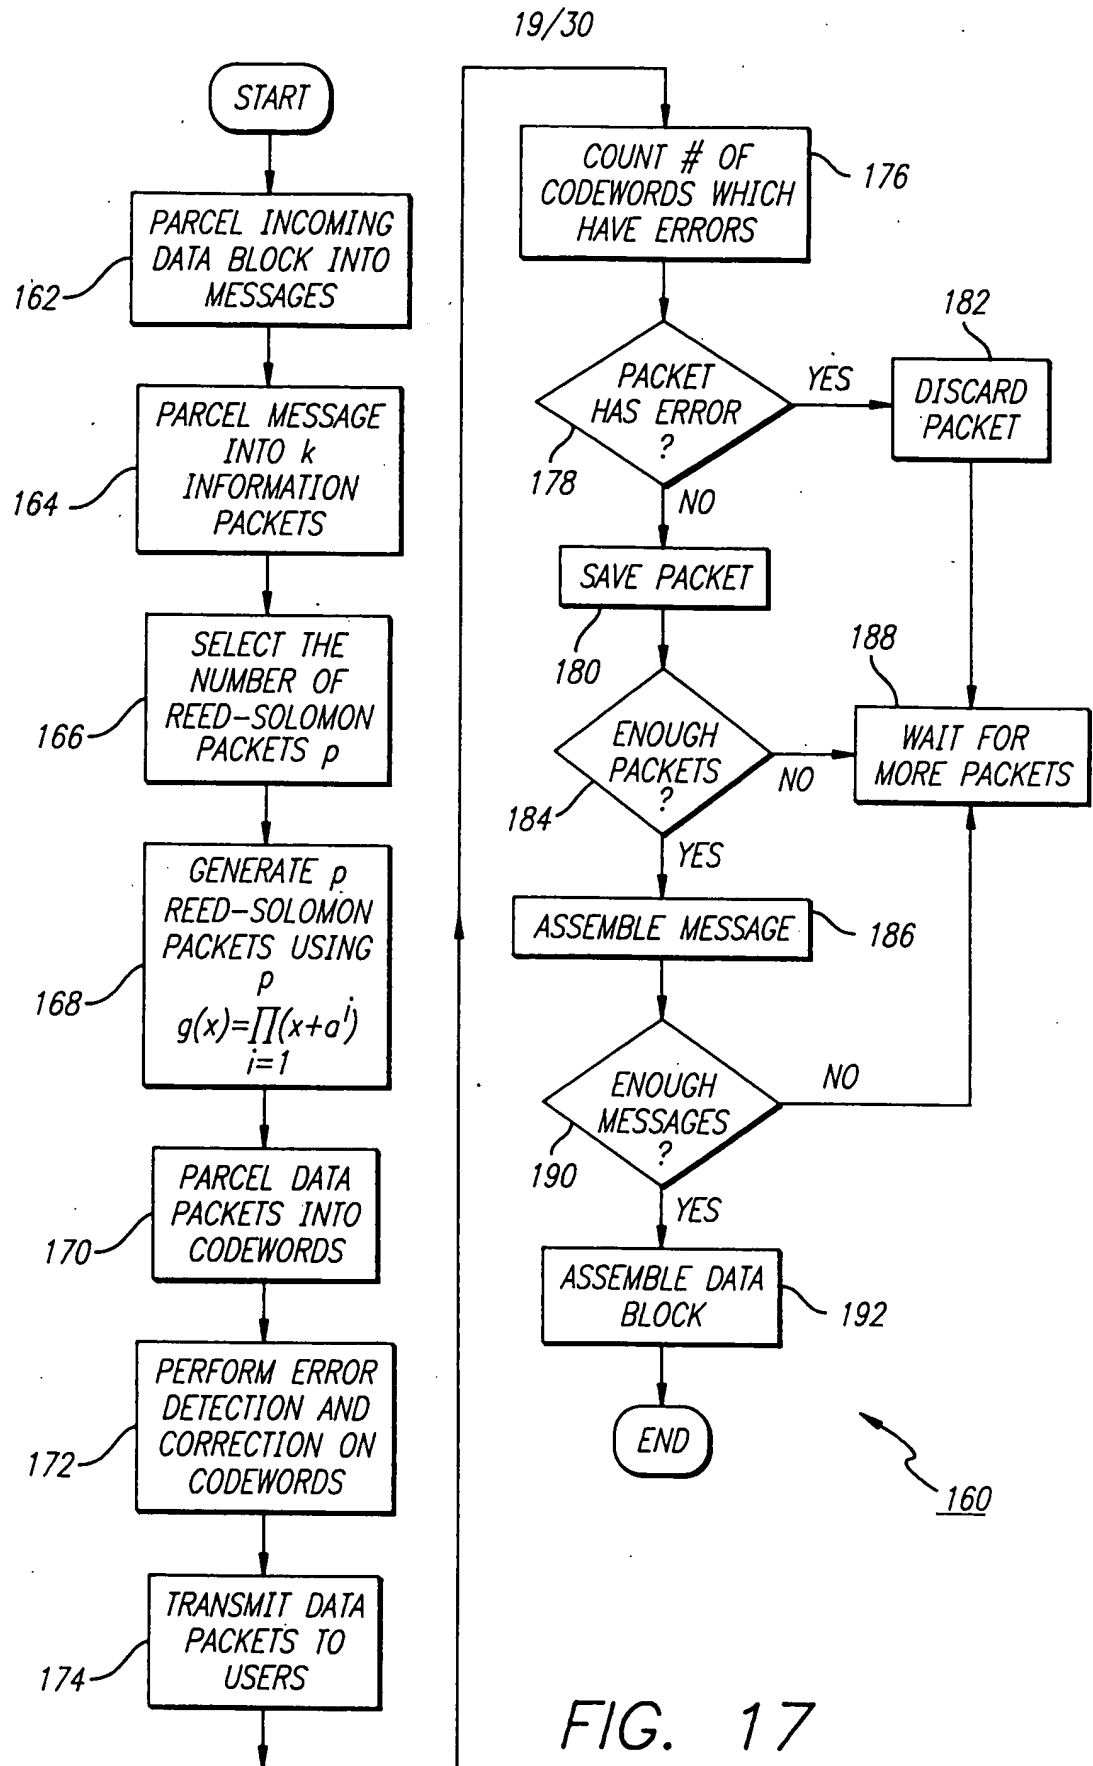 19/30
START
PARCEL INCOMING
DATA BLOCK INTO
MESSAGES
162
PARCEL MESSAGE
INTO k
INFORMATION
PACKETS
164
SELECT THE
NUMBER OF
REED-SOLOMON
PACKETS p
166
GENERATE p
REED-SOLOMON
PACKETS USING
p
g(x)=∏(x+a^i)
i=1
168
PARCEL DATA
PACKETS INTO
CODEWORDS
170
PERFORM ERROR
DETECTION AND
CORRECTION ON
CODEWORDS
172
TRANSMIT DATA
PACKETS TO
USERS
174
COUNT # OF
CODEWORDS WHICH
HAVE ERRORS
176
PACKET
HAS ERROR
?
178
YES
NO
182
DISCARD
PACKET
SAVE PACKET
180
188
WAIT FOR
MORE PACKETS
ENOUGH
PACKETS
?
184
NO
YES
ASSEMBLE MESSAGE
186
ENOUGH
MESSAGES
?
190
NO
YES
ASSEMBLE DATA
BLOCK
192
END
160
FIG. 17